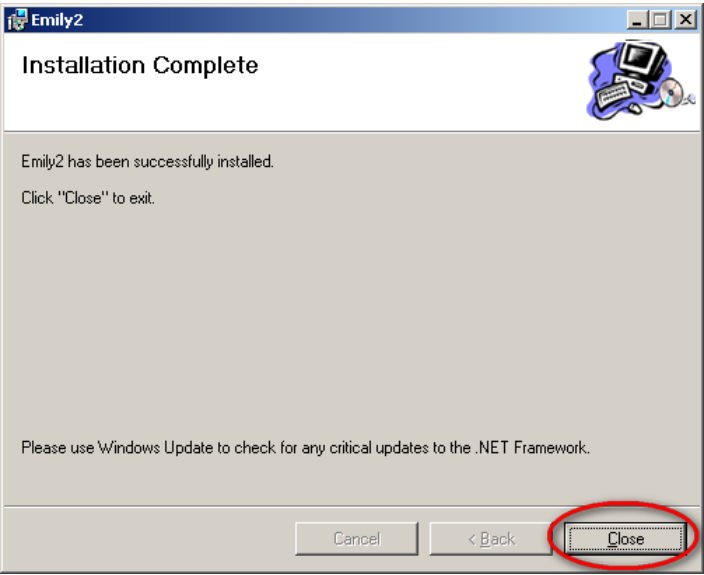 Emily2
Installation Complete
Emily2 has been successfully installed.
Click "Close" to exit.
Please use Windows Update to check for any critical updates to the .NET Framework.
Cancel
< Back
Close